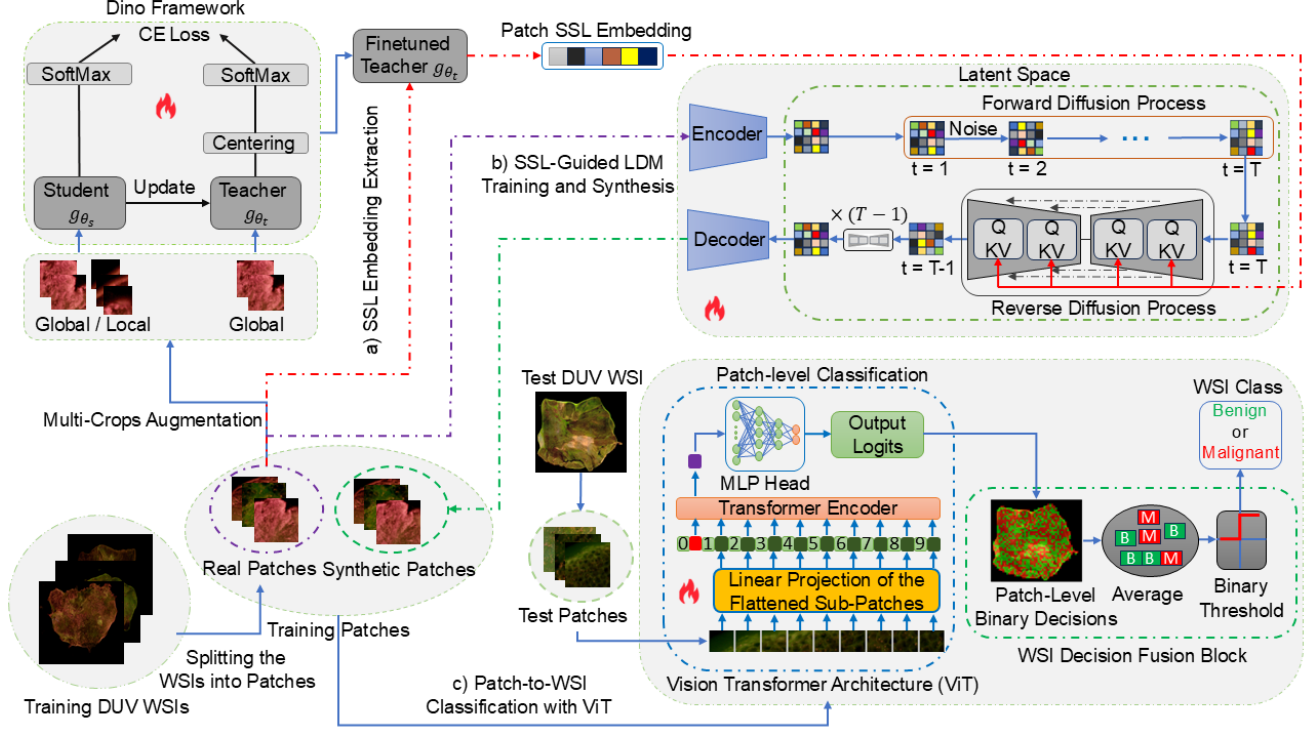 Dino Framework
CE Loss
SoftMax
SoftMax
Centering
Student
g_θs
Update
Teacher
g_θt
Global / Local
Global
Multi-Crops Augmentation
Finetuned
Teacher g_θt
a) SSL Embedding Extraction
Patch SSL Embedding
b) SSL-Guided LDM
Training and Synthesis
Latent Space
Forward Diffusion Process
Encoder
Noise
...
t = 1
t = 2
t = T
Decoder
× (T − 1)
t = T-1
Q
KV
Q
KV
Q
KV
Q
KV
t = T
Reverse Diffusion Process
Real Patches
Synthetic Patches
Training Patches
Splitting the
WSIs into Patches
Training DUV WSIs
c) Patch-to-WSI
Classification with ViT
Test DUV WSI
Test Patches
Patch-level Classification
MLP Head
Output
Logits
Transformer Encoder
0 1 2 3 4 5 6 7 8 9
Linear Projection of the
Flattened Sub-Patches
Vision Transformer Architecture (ViT)
WSI Class
Benign
or
Malignant
Patch-Level
Binary Decisions
M
B M B
B B M
Average
Binary
Threshold
WSI Decision Fusion Block